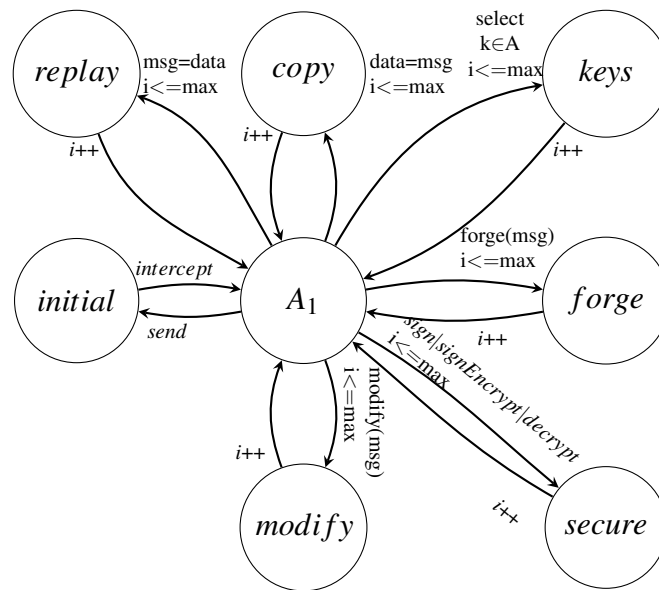 select
k∈A
i<=max
replay
msg=data
i<=max
copy
data=msg
i<=max
keys
i++
i++
i++
forge(msg)
i<=max
initial
intercept
send
A₁
forge
i++
sign|signEncrypt|decrypt
i<=max
modify(msg)
i<=max
i++
i++
modify
secure